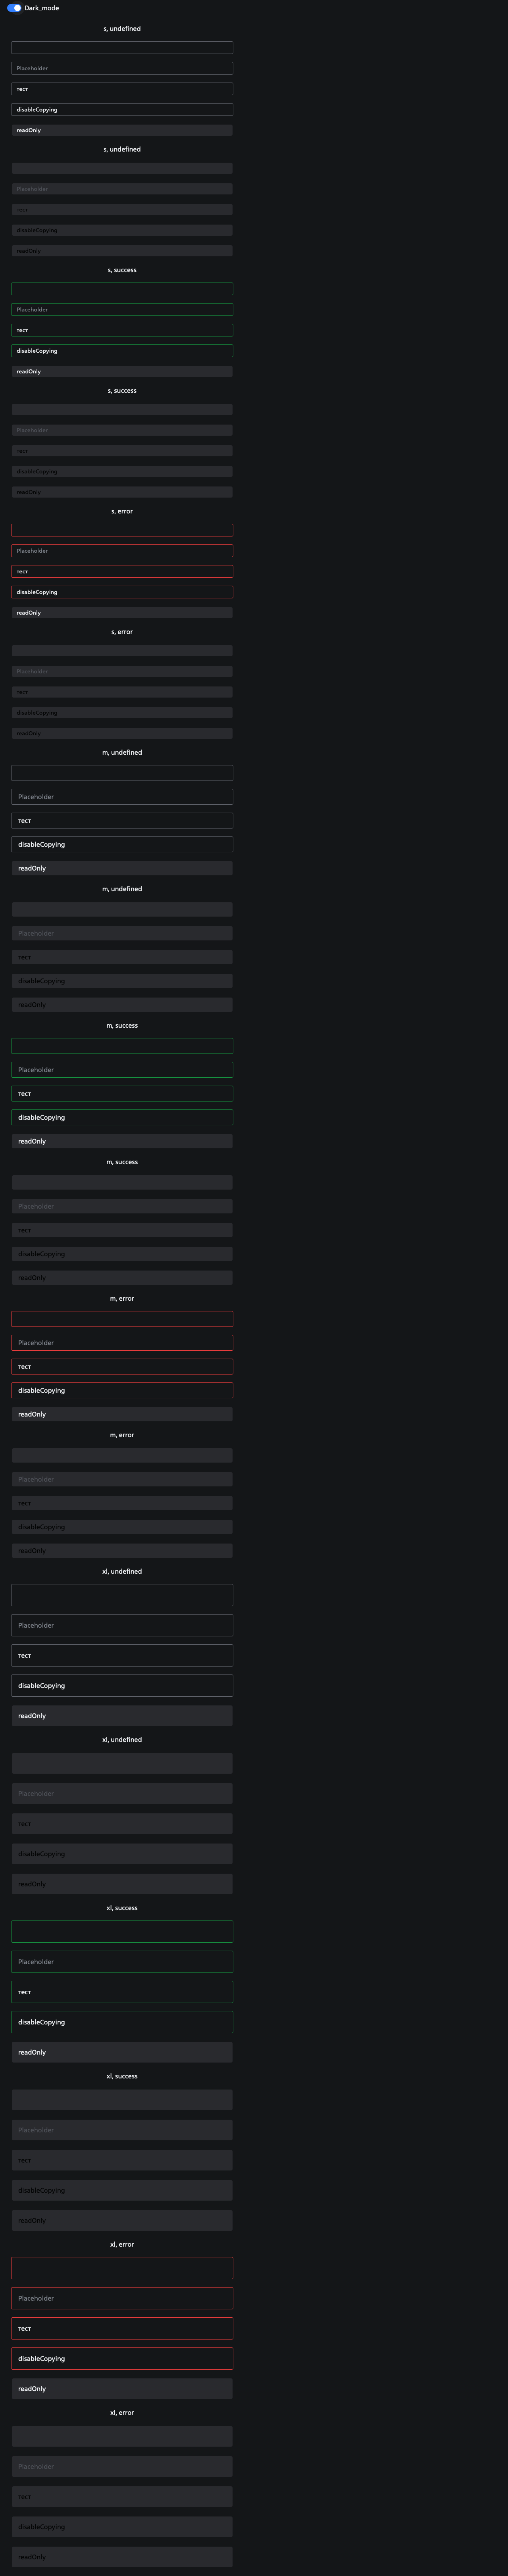 Dark_mode
s, undefined
Placeholder
тест
disableCopying
readOnly
s, undefined
Placeholder
тест
disableCopying
readOnly
s, success
Placeholder
тест
disableCopying
readOnly
s, success
Placeholder
тест
disableCopying
readOnly
s, error
Placeholder
тест
disableCopying
readOnly
s, error
Placeholder
тест
disableCopying
readOnly
m, undefined
Placeholder
тест
disableCopying
readOnly
m, undefined
Placeholder
тест
disableCopying
readOnly
m, success
Placeholder
тест
disableCopying
readOnly
m, success
Placeholder
тест
disableCopying
readOnly
m, error
Placeholder
тест
disableCopying
readOnly
m, error
Placeholder
тест
disableCopying
readOnly
xl, undefined
Placeholder
тест
disableCopying
readOnly
xl, undefined
Placeholder
тест
disableCopying
readOnly
xl, success
Placeholder
тест
disableCopying
readOnly
xl, success
Placeholder
тест
disableCopying
readOnly
xl, error
Placeholder
тест
disableCopying
readOnly
xl, error
Placeholder
тест
disableCopying
readOnly